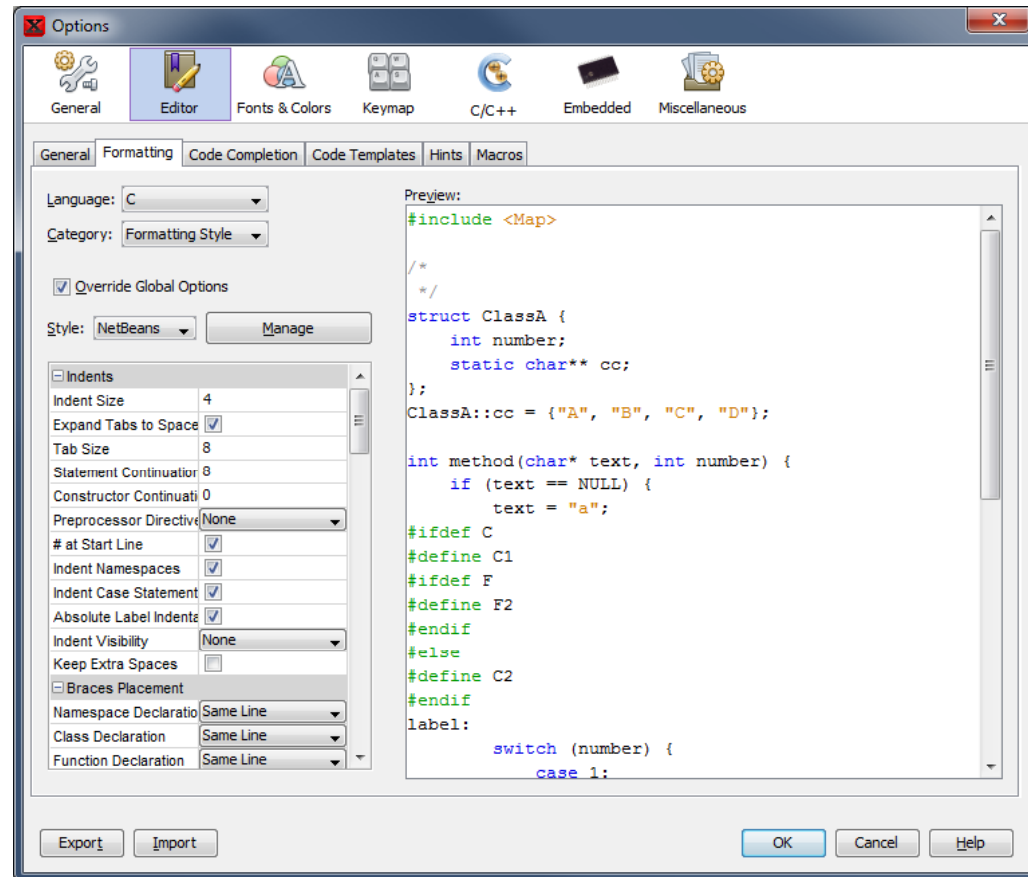 Options
General Editor Fonts & Colors Keymap C/C++ Embedded Miscellaneous
General Formatting Code Completion Code Templates Hints Macros
Language: C
Category: Formatting Style
Override Global Options
Style: NetBeans Manage
Indents
Indent Size 4
Expand Tabs to Space
Tab Size 8
Statement Continuation 8
Constructor Continuati 0
Preprocessor Directive None
# at Start Line
Indent Namespaces
Indent Case Statement
Absolute Label Indenta
Indent Visibility None
Keep Extra Spaces
Braces Placement
Namespace Declaratio Same Line
Class Declaration Same Line
Function Declaration Same Line
Preview:
#include <Map>
/*
*/
struct ClassA {
int number;
static char** cc;
};
ClassA::cc = {"A", "B", "C", "D"};
int method(char* text, int number) {
if (text == NULL) {
text = "a";
#ifdef C
#define C1
#ifdef F
#define F2
#endif
#else
#define C2
#endif
label:
switch (number) {
case 1:
Export Import OK Cancel Help